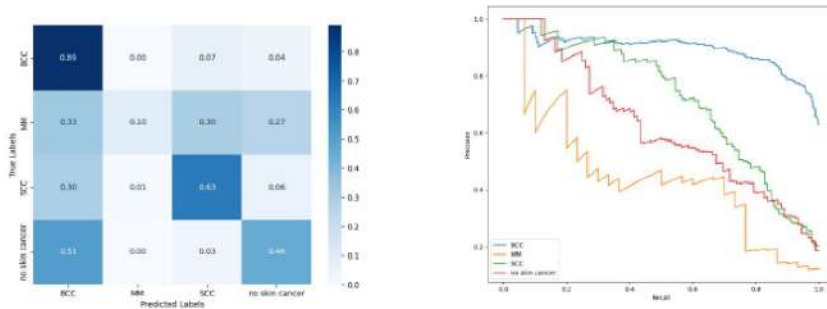 BCC
0.89 0.00 0.07 0.04
MM
0.33 0.10 0.30 0.27
SCC
0.30 0.01 0.63 0.06
no skin cancer
0.51 0.00 0.03 0.46
True Labels
BCC MM SCC no skin cancer
Predicted Labels
0.8
0.7
0.6
0.5
0.4
0.3
0.2
0.1
0.0
1.0
0.8
0.6
0.4
0.2
Precision
BCC
MM
SCC
no skin cancer
0.0 0.2 0.4 0.6 0.8 1.0
Recall